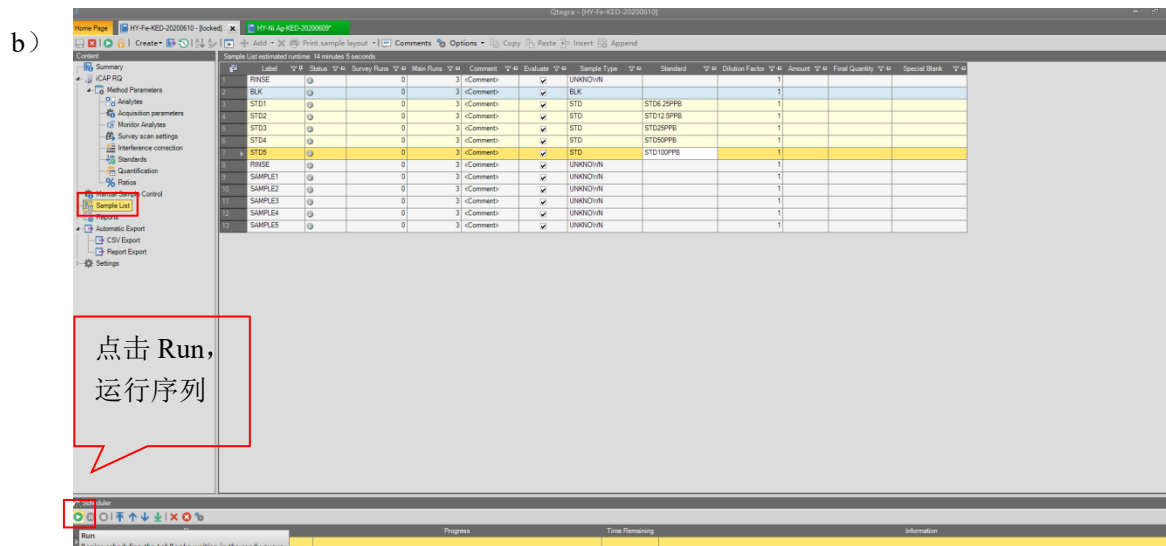 Qtegra - [HY-Fe-KED-20200610]
Home Page HY-Fe-KED-20200610 - [locked] HY-Ni Ag-KED-20200609*
b）
Create Add Print sample layout Comments Options Copy Paste Insert Append
Content
Sample List estimated runtime: 14 minutes 5 seconds
Summary
iCAP RQ
Method Parameters
Analytes
Acquisition parameters
Monitor Analytes
Survey scan settings
Interference correction
Standards
Quantification
Ratios
Manual Sample Control
Sample List
Reports
Automatic Export
CSV Export
Report Export
Settings
Label Status Survey Runs Main Runs Comment Evaluate Sample Type Standard Dilution Factor Amount Final Quantity Special Blank
1 RINSE 0 3 <Comment> UNKNOWN 1
2 BLK 0 3 <Comment> BLK 1
3 STD1 0 3 <Comment> STD STD6.25PPB 1
4 STD2 0 3 <Comment> STD STD12.5PPB 1
5 STD3 0 3 <Comment> STD STD25PPB 1
6 STD4 0 3 <Comment> STD STD50PPB 1
7 STD5 0 3 <Comment> STD STD100PPB 1
8 RINSE 0 3 <Comment> UNKNOWN 1
9 SAMPLE1 0 3 <Comment> UNKNOWN 1
10 SAMPLE2 0 3 <Comment> UNKNOWN 1
11 SAMPLE3 0 3 <Comment> UNKNOWN 1
12 SAMPLE4 0 3 <Comment> UNKNOWN 1
13 SAMPLE5 0 3 <Comment> UNKNOWN 1
点击 Run，
运行序列
Scheduler
Progress Time Remaining Information
Run